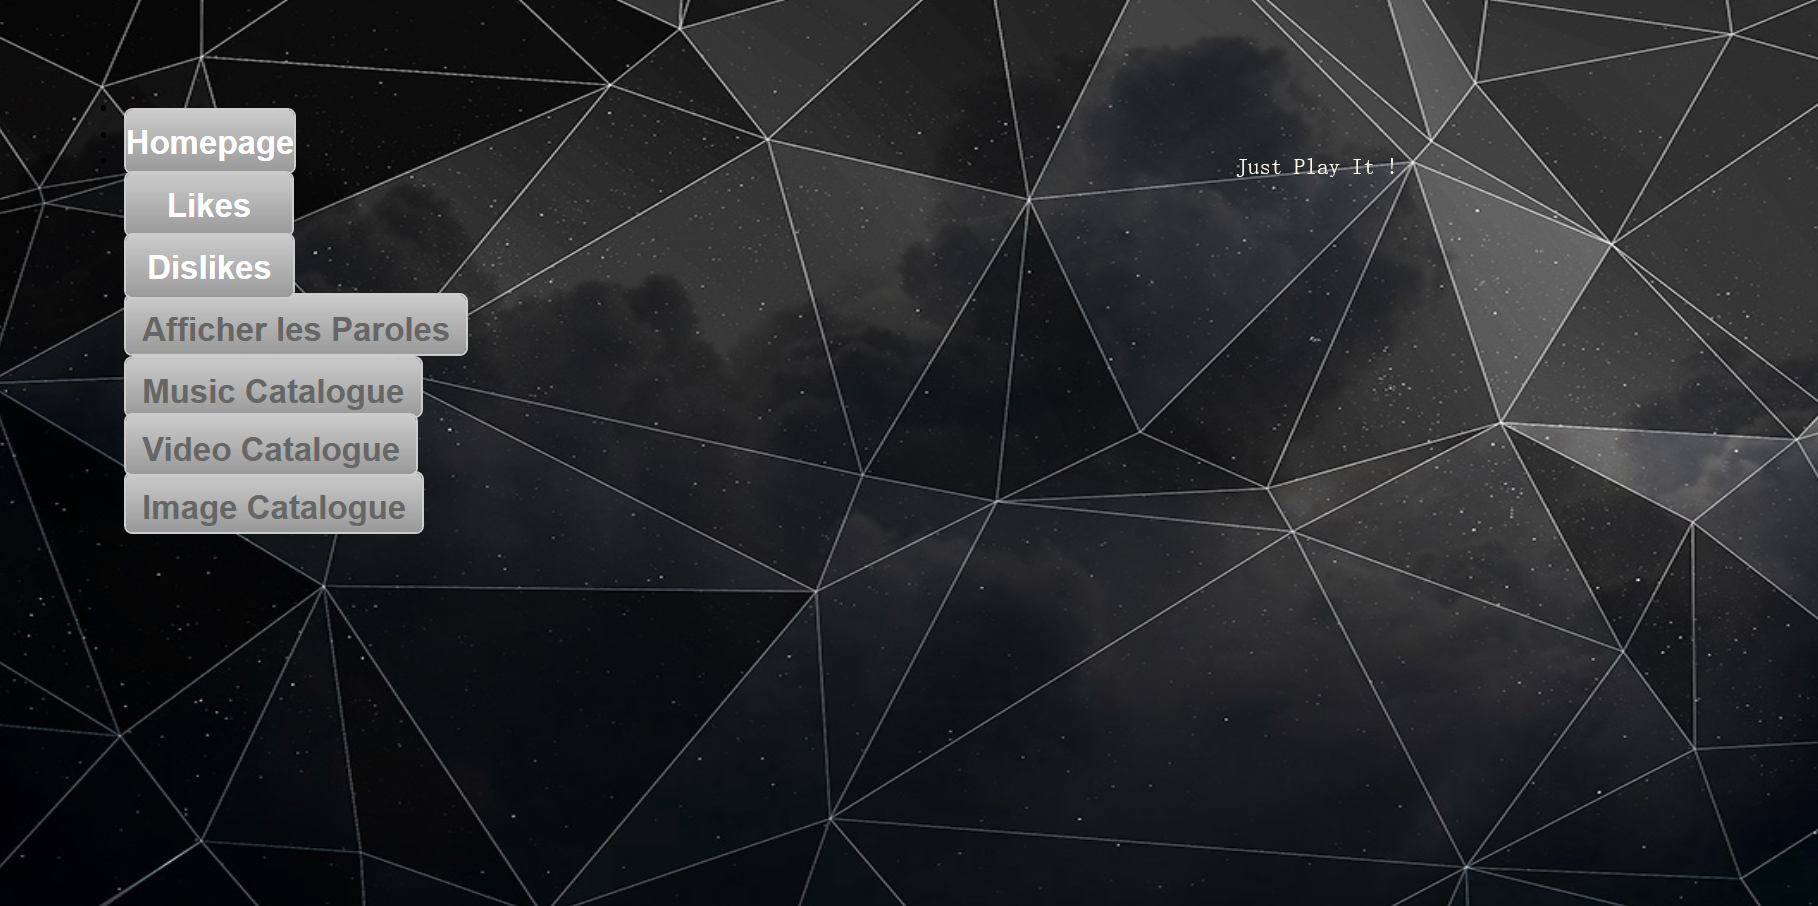 Homepage
Likes
Dislikes
Afficher les Paroles
Music Catalogue
Video Catalogue
Image Catalogue
Just Play It !